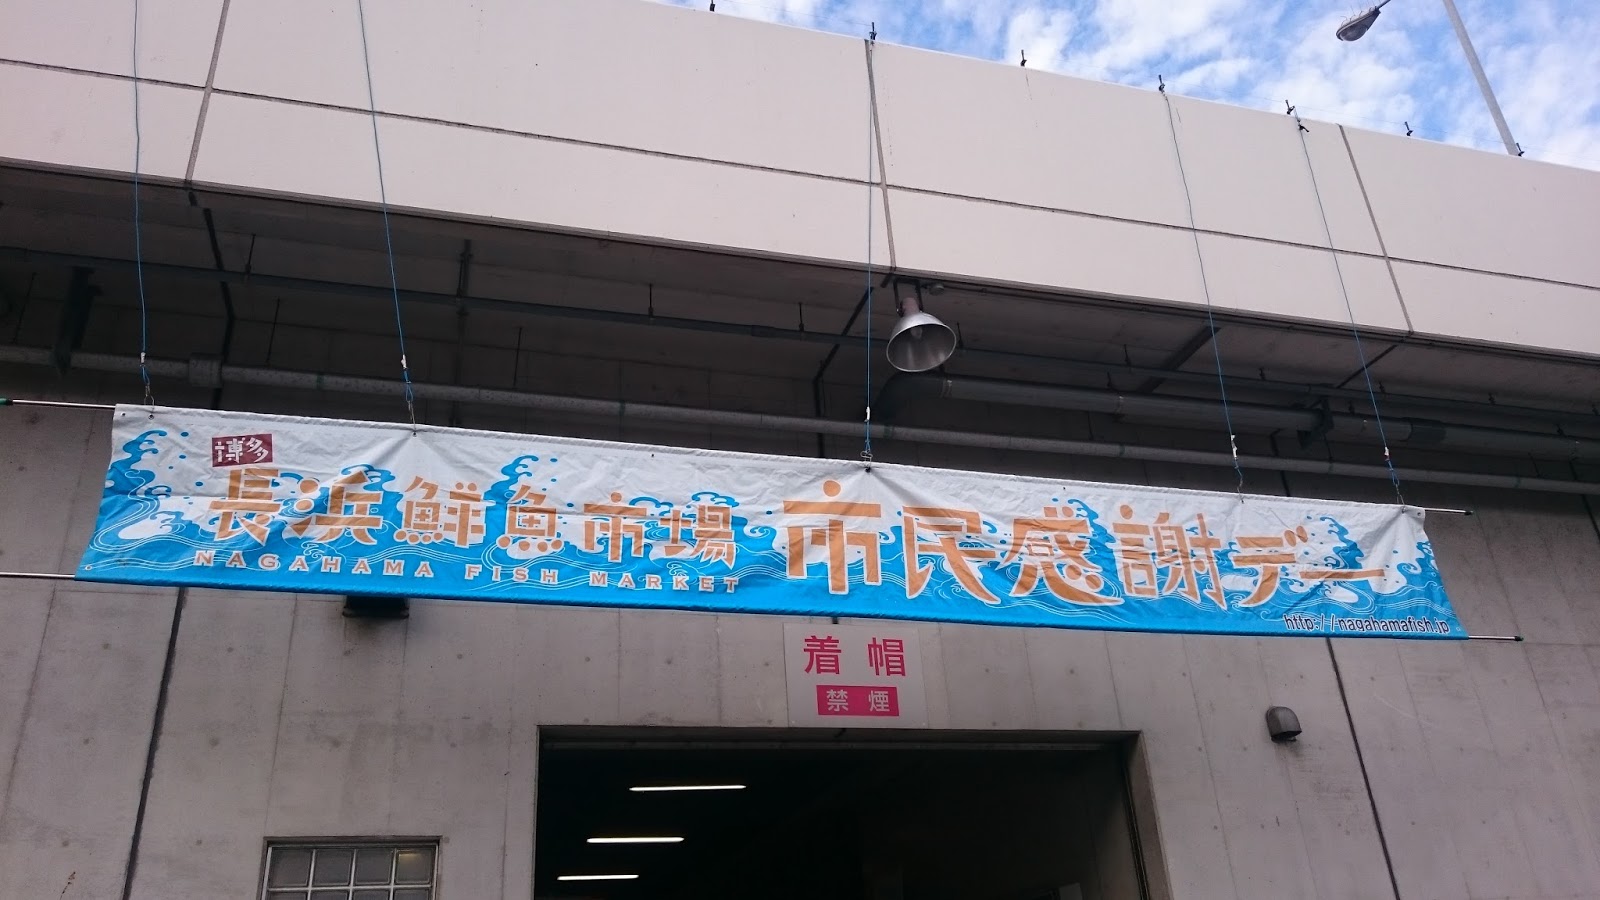 博多
長浜鮮魚市場 市民感謝デー
NAGAHAMA FISH MARKET
http://nagahamafish.jp
着帽
禁煙